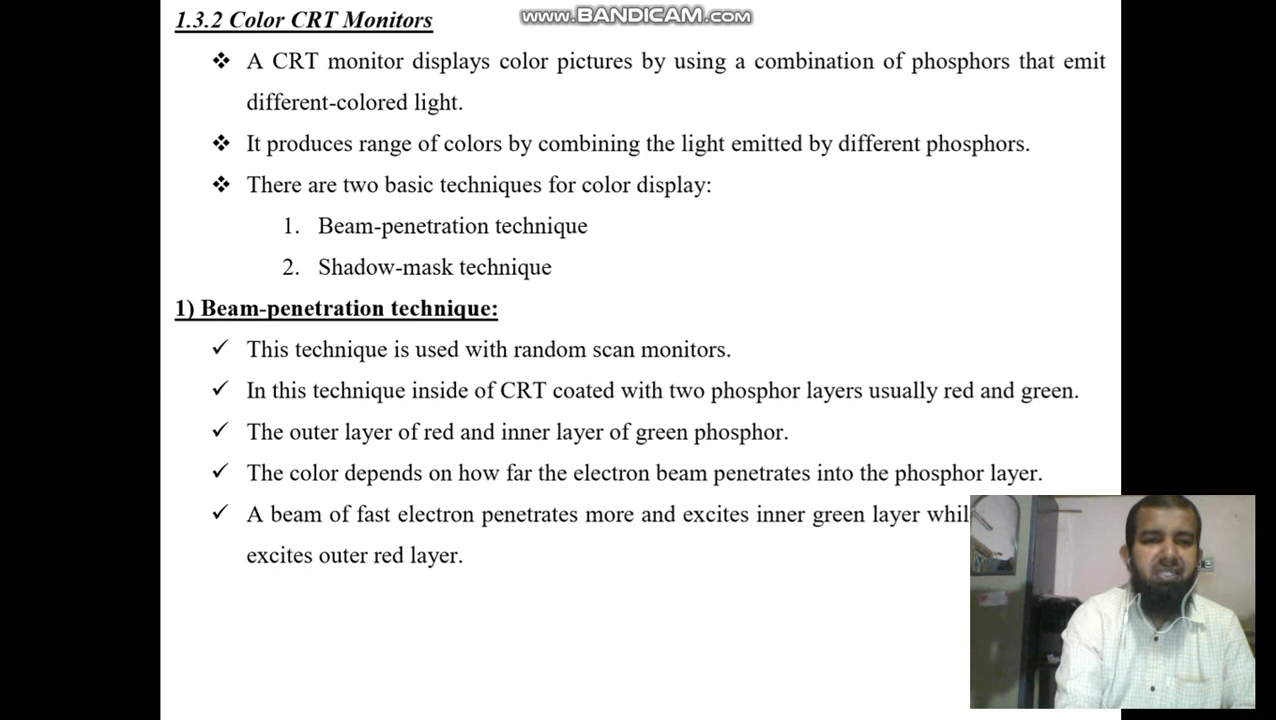 www.BANDICAM.com
1.3.2 Color CRT Monitors
❖ A CRT monitor displays color pictures by using a combination of phosphors that emit
different-colored light.
❖ It produces range of colors by combining the light emitted by different phosphors.
❖ There are two basic techniques for color display:
1. Beam-penetration technique
2. Shadow-mask technique
1) Beam-penetration technique:
✓ This technique is used with random scan monitors.
✓ In this technique inside of CRT coated with two phosphor layers usually red and green.
✓ The outer layer of red and inner layer of green phosphor.
✓ The color depends on how far the electron beam penetrates into the phosphor layer.
✓ A beam of fast electron penetrates more and excites inner green layer whil
excites outer red layer.